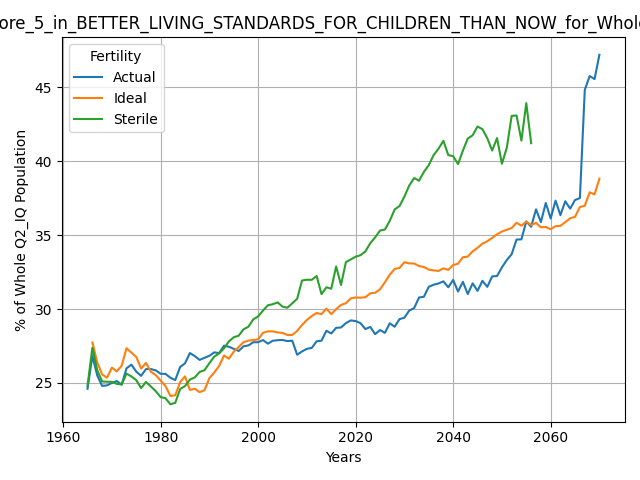 ore_5_in_BETTER_LIVING_STANDARDS_FOR_CHILDREN_THAN_NOW_for_Whole
Fertility
Actual
Ideal
Sterile
% of Whole Q2_IQ Population
45
40
35
30
25
1960 1980 2000 2020 2040 2060
Years